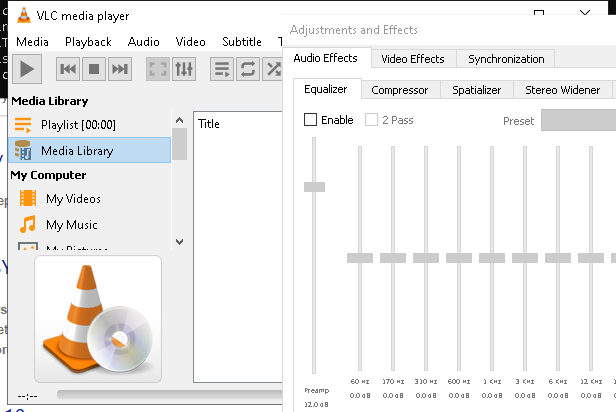 VLC media player
Media Playback Audio Video Subtitle T
Media Library
Playlist [00:00]
Media Library
My Computer
My Videos
My Music
My Pictures
Title
--:--
Adjustments and Effects
Audio Effects Video Effects Synchronization
Equalizer Compressor Spatializer Stereo Widener
Enable 2 Pass Preset
60 Hz 170 Hz 310 Hz 600 Hz 1 KHz 3 KHz 6 KHz 12 KHz
Preamp 0.0 dB 0.0 dB 0.0 dB 0.0 dB 0.0 dB 0.0 dB 0.0 dB 0.0 dB
12.0 dB